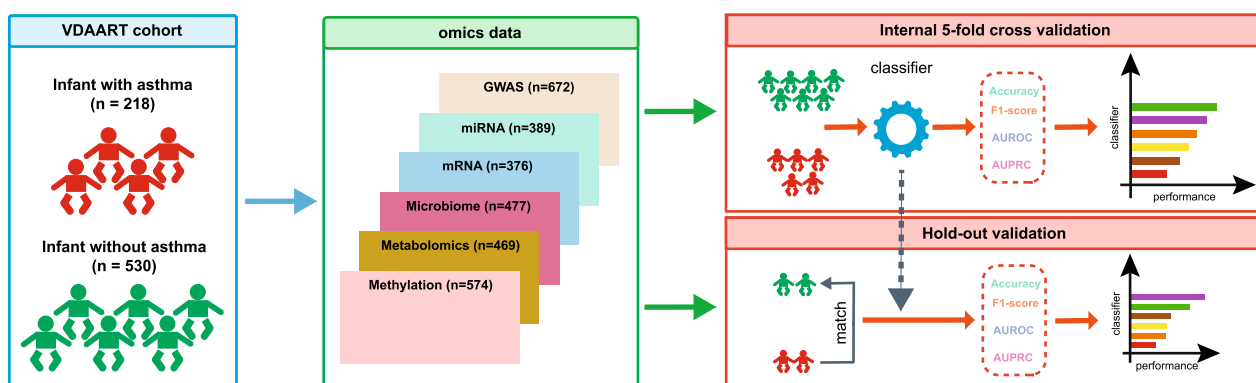 VDAART cohort
Infant with asthma
(n = 218)
Infant without asthma
(n = 530)
omics data
GWAS (n=672)
miRNA (n=389)
mRNA (n=376)
Microbiome (n=477)
Metabolomics (n=469)
Methylation (n=574)
Internal 5-fold cross validation
classifier
Accuracy
F1-score
AUROC
AUPRC
classifier
performance
Hold-out validation
match
Accuracy
F1-score
AUROC
AUPRC
classifier
performance